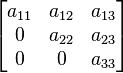 a₁₁ a₁₂ a₁₃
0 a₂₂ a₂₃
0 0 a₃₃